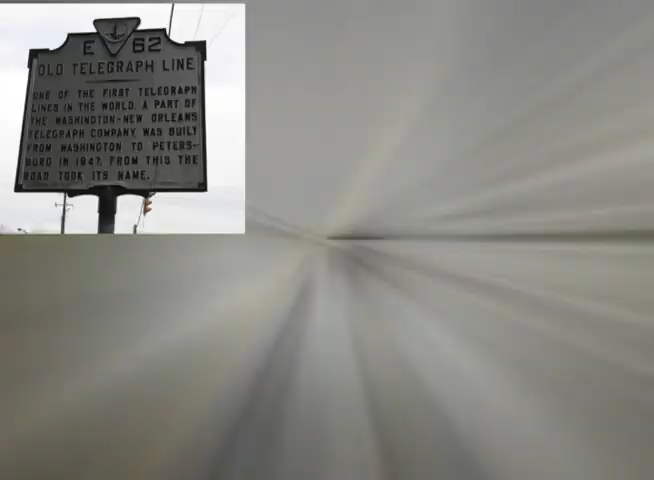 E 62
OLD TELEGRAPH LINE
ONE OF THE FIRST TELEGRAPH
LINES IN THE WORLD, A PART OF
THE WASHINGTON-NEW ORLEANS
TELEGRAPH COMPANY, WAS BUILT
FROM WASHINGTON TO PETERS-
BURG IN 1847. FROM THIS THE
ROAD TOOK ITS NAME.